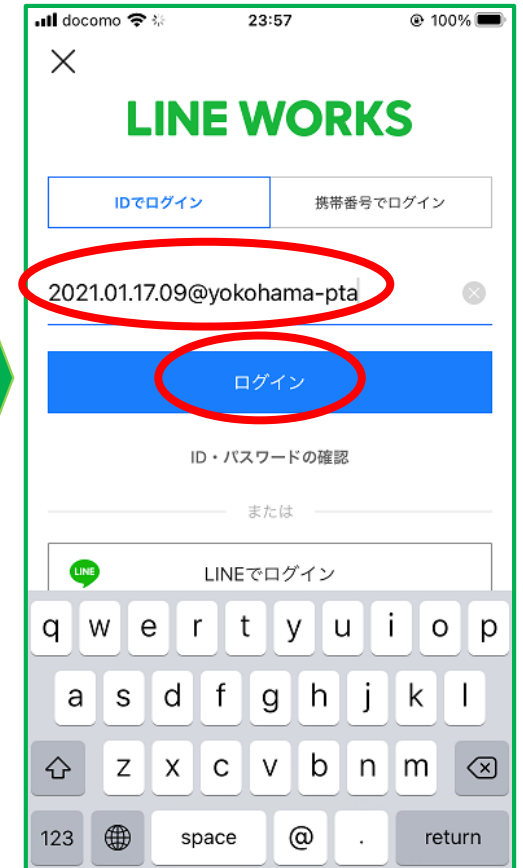 docomo 23:57 100%
LINE WORKS
IDでログイン 携帯番号でログイン
2021.01.17.09@yokohama-pta
ログイン
ID・パスワードの確認
または
LINE LINEでログイン
q w e r t y u i o p
a s d f g h j k l
z x c v b n m
123 space @ . return